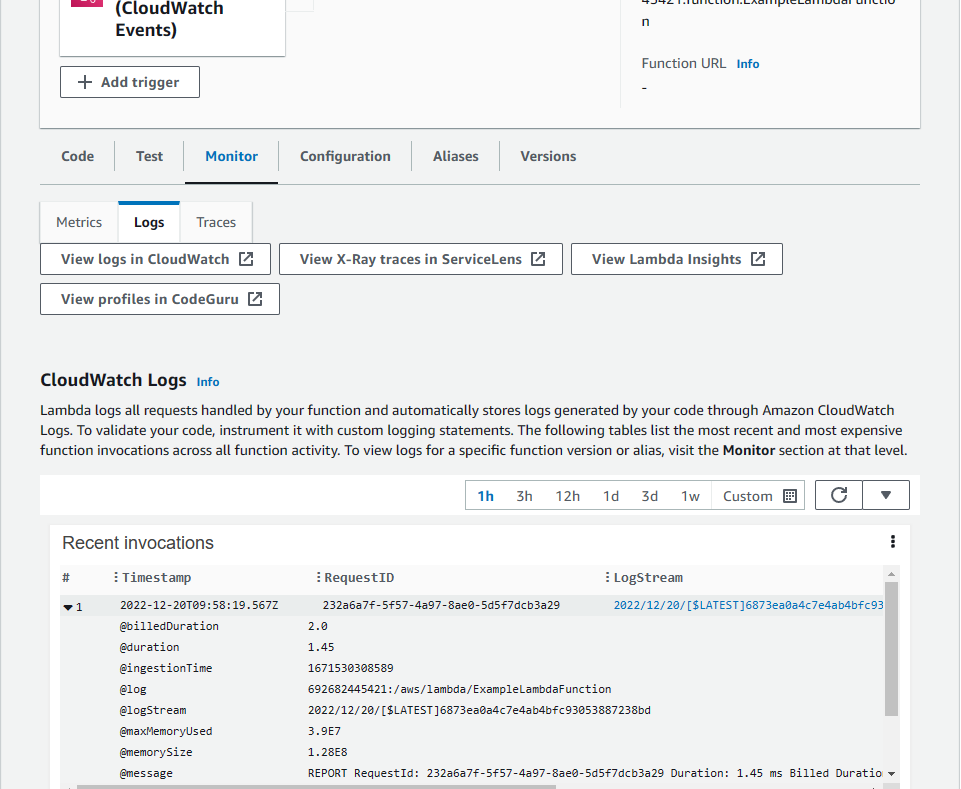 (CloudWatch
Events)
Add trigger
45421:function:ExampleLambdaFunctio
n
Function URL Info
-
Code Test Monitor Configuration Aliases Versions
Metrics Logs Traces
View logs in CloudWatch View X-Ray traces in ServiceLens View Lambda Insights
View profiles in CodeGuru
CloudWatch Logs Info
Lambda logs all requests handled by your function and automatically stores logs generated by your code through Amazon CloudWatch
Logs. To validate your code, instrument it with custom logging statements. The following tables list the most recent and most expensive
function invocations across all function activity. To view logs for a specific function version or alias, visit the Monitor section at that level.
1h 3h 12h 1d 3d 1w Custom
Recent invocations
# Timestamp RequestID LogStream
1 2022-12-20T09:58:19.567Z 232a6a7f-5f57-4a97-8ae0-5d5f7dcb3a29 2022/12/20/[$LATEST]6873ea0a4c7e4ab4bfc93
@billedDuration 2.0
@duration 1.45
@ingestionTime 1671530308589
@log 692682445421:/aws/lambda/ExampleLambdaFunction
@logStream 2022/12/20/[$LATEST]6873ea0a4c7e4ab4bfc93053887238bd
@maxMemoryUsed 3.9E7
@memorySize 1.28E8
@message REPORT RequestId: 232a6a7f-5f57-4a97-8ae0-5d5f7dcb3a29 Duration: 1.45 ms Billed Duratio